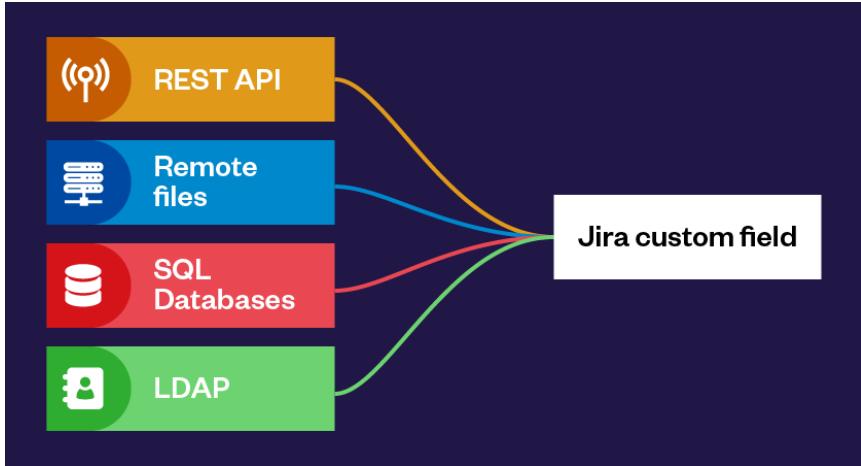 REST API
Remote
files
SQL
Databases
LDAP
Jira custom field